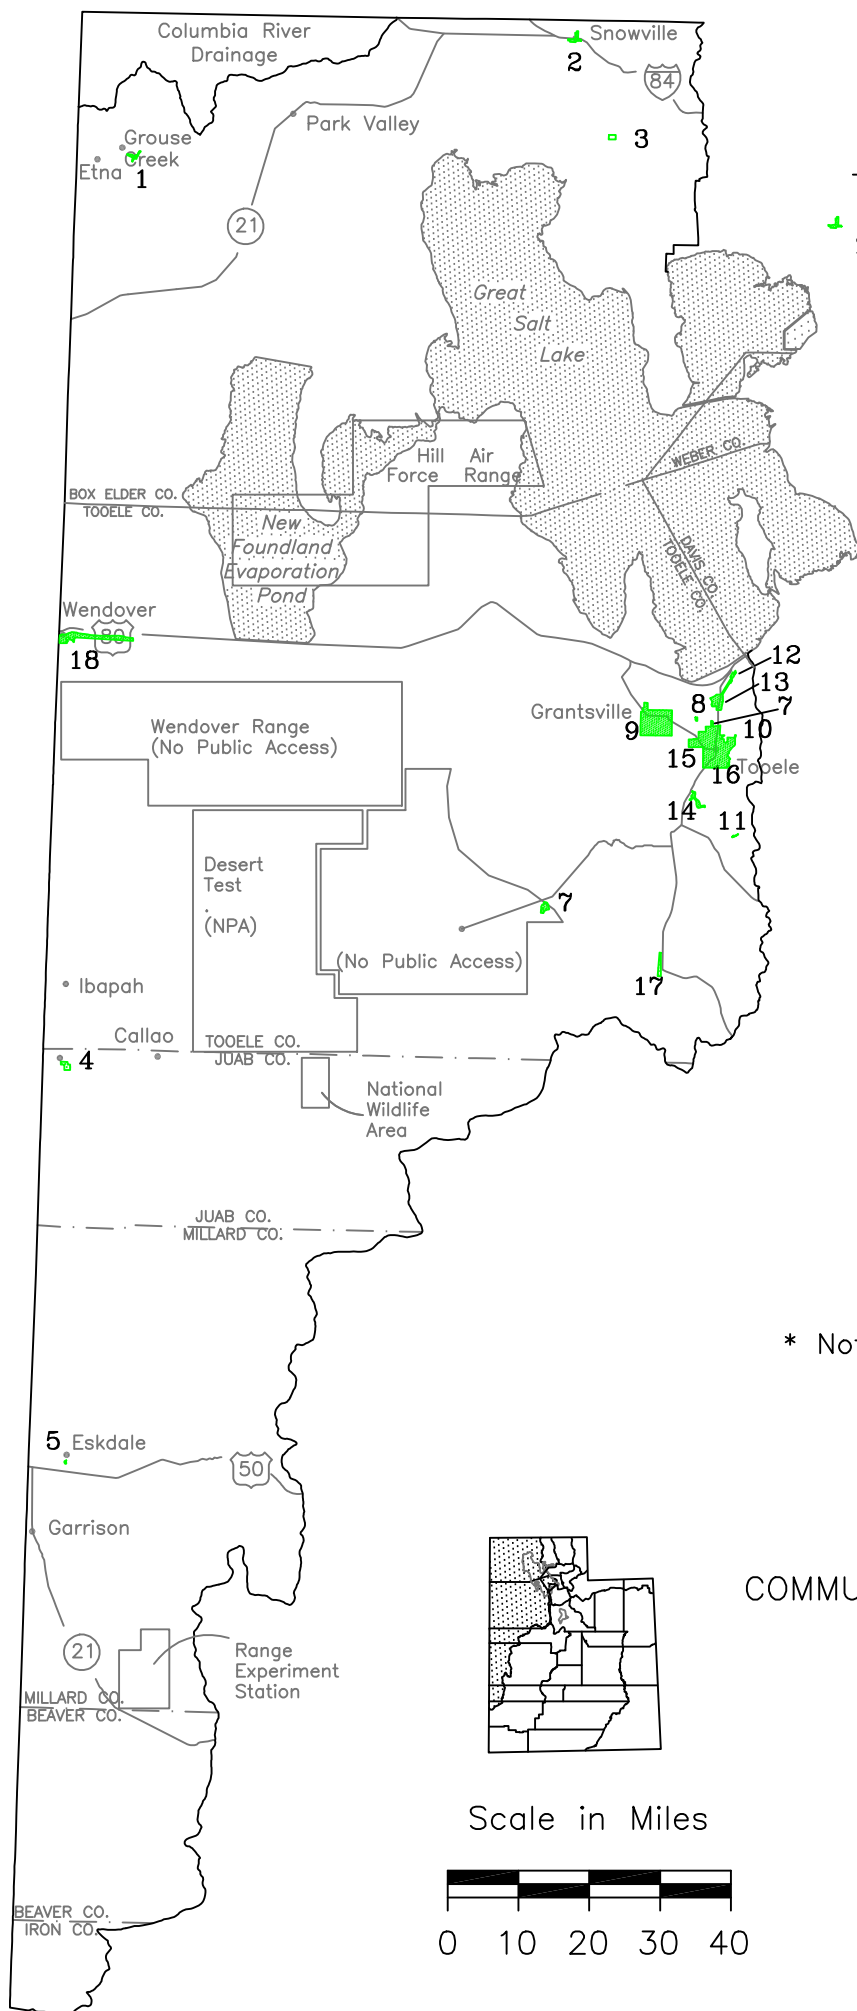 Columbia River
Drainage
Snowville
2
84
Park Valley
3
Grouse
Creek
Etna
1
21
Great
Salt
Lake
WEBER CO.
Hill Air
Force Range
BOX ELDER CO.
TOOELE CO.
New
Foundland
Evaporation
Pond
DAVIS CO.
TOOELE CO.
Wendover
80
18
12
13
8
7
Grantsville
9
10
15
16
Tooele
Wendover Range
(No Public Access)
14
11
Desert
Test
(NPA)
7
(No Public Access)
17
Ibapah
Callao
TOOELE CO.
JUAB CO.
4
National
Wildlife
Area
JUAB CO.
MILLARD CO.
* No
5
Eskdale
50
Garrison
COMMU
21
Range
Experiment
Station
MILLARD CO.
BEAVER CO.
Scale in Miles
BEAVER CO.
IRON CO.
0 10 20 30 40